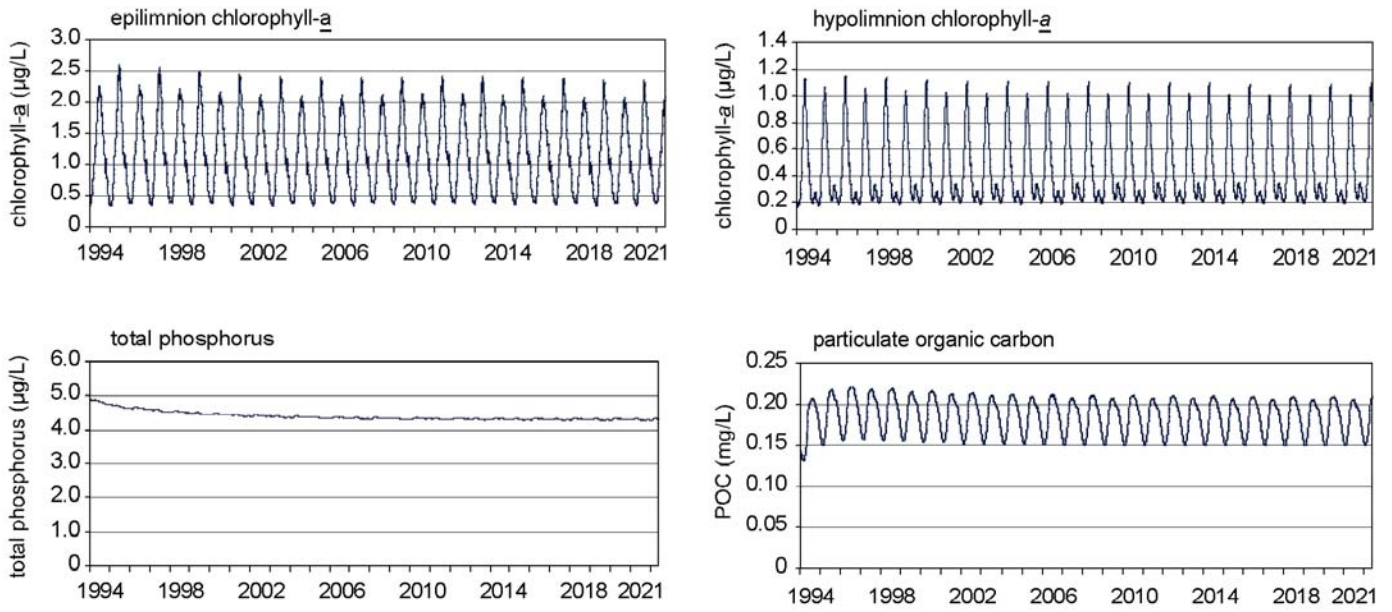 epilimnion chlorophyll-a
chlorophyll-a (µg/L)
3.0
2.5
2.0
1.5
1.0
0.5
0
1994 1998 2002 2006 2010 2014 2018 2021
hypolimnion chlorophyll-a
chlorophyll-a (µg/L)
1.4
1.2
1.0
0.8
0.6
0.4
0.2
0
1994 1998 2002 2006 2010 2014 2018 2021
total phosphorus
total phosphorus (µg/L)
6.0
5.0
4.0
3.0
2.0
1.0
0
1994 1998 2002 2006 2010 2014 2018 2021
particulate organic carbon
POC (mg/L)
0.25
0.20
0.15
0.10
0.05
0
1994 1998 2002 2006 2010 2014 2018 2021